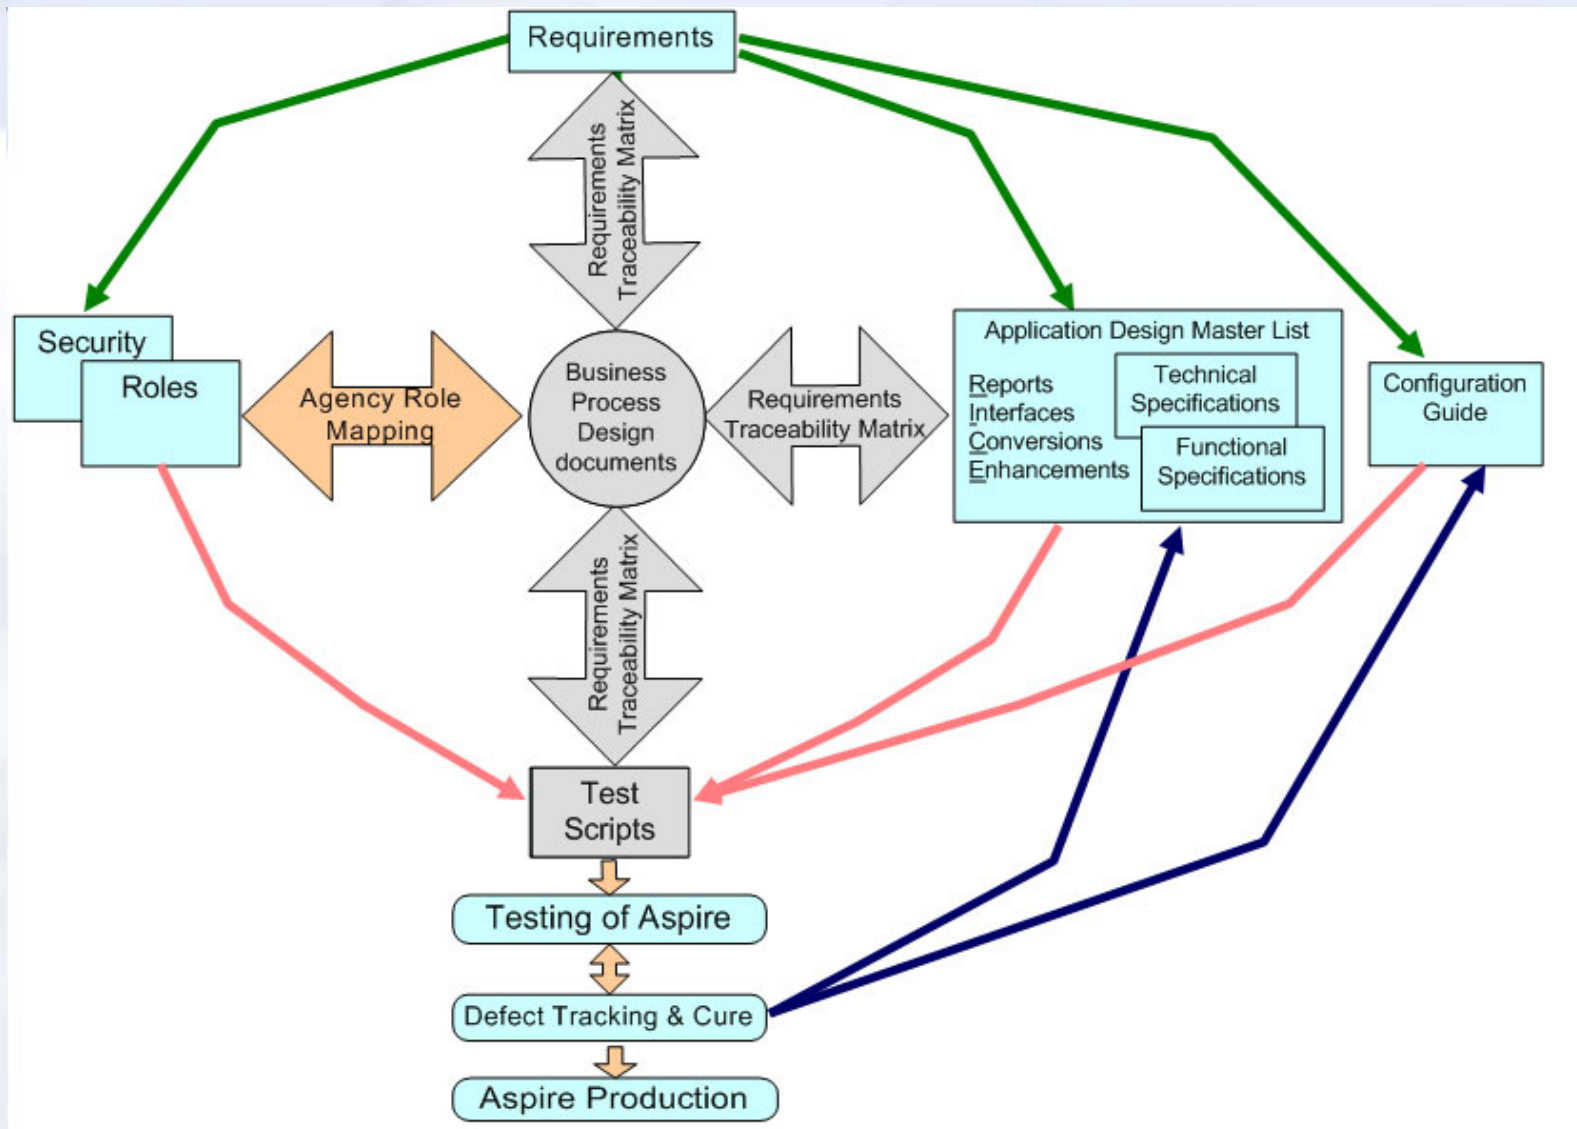 Requirements
Requirements
Traceability Matrix
Security
Roles
Agency Role
Mapping
Business
Process
Design
documents
Requirements
Traceability Matrix
Application Design Master List
Reports
Interfaces
Conversions
Enhancements
Technical
Specifications
Functional
Specifications
Configuration
Guide
Requirements
Traceability Matrix
Test
Scripts
Testing of Aspire
Defect Tracking & Cure
Aspire Production